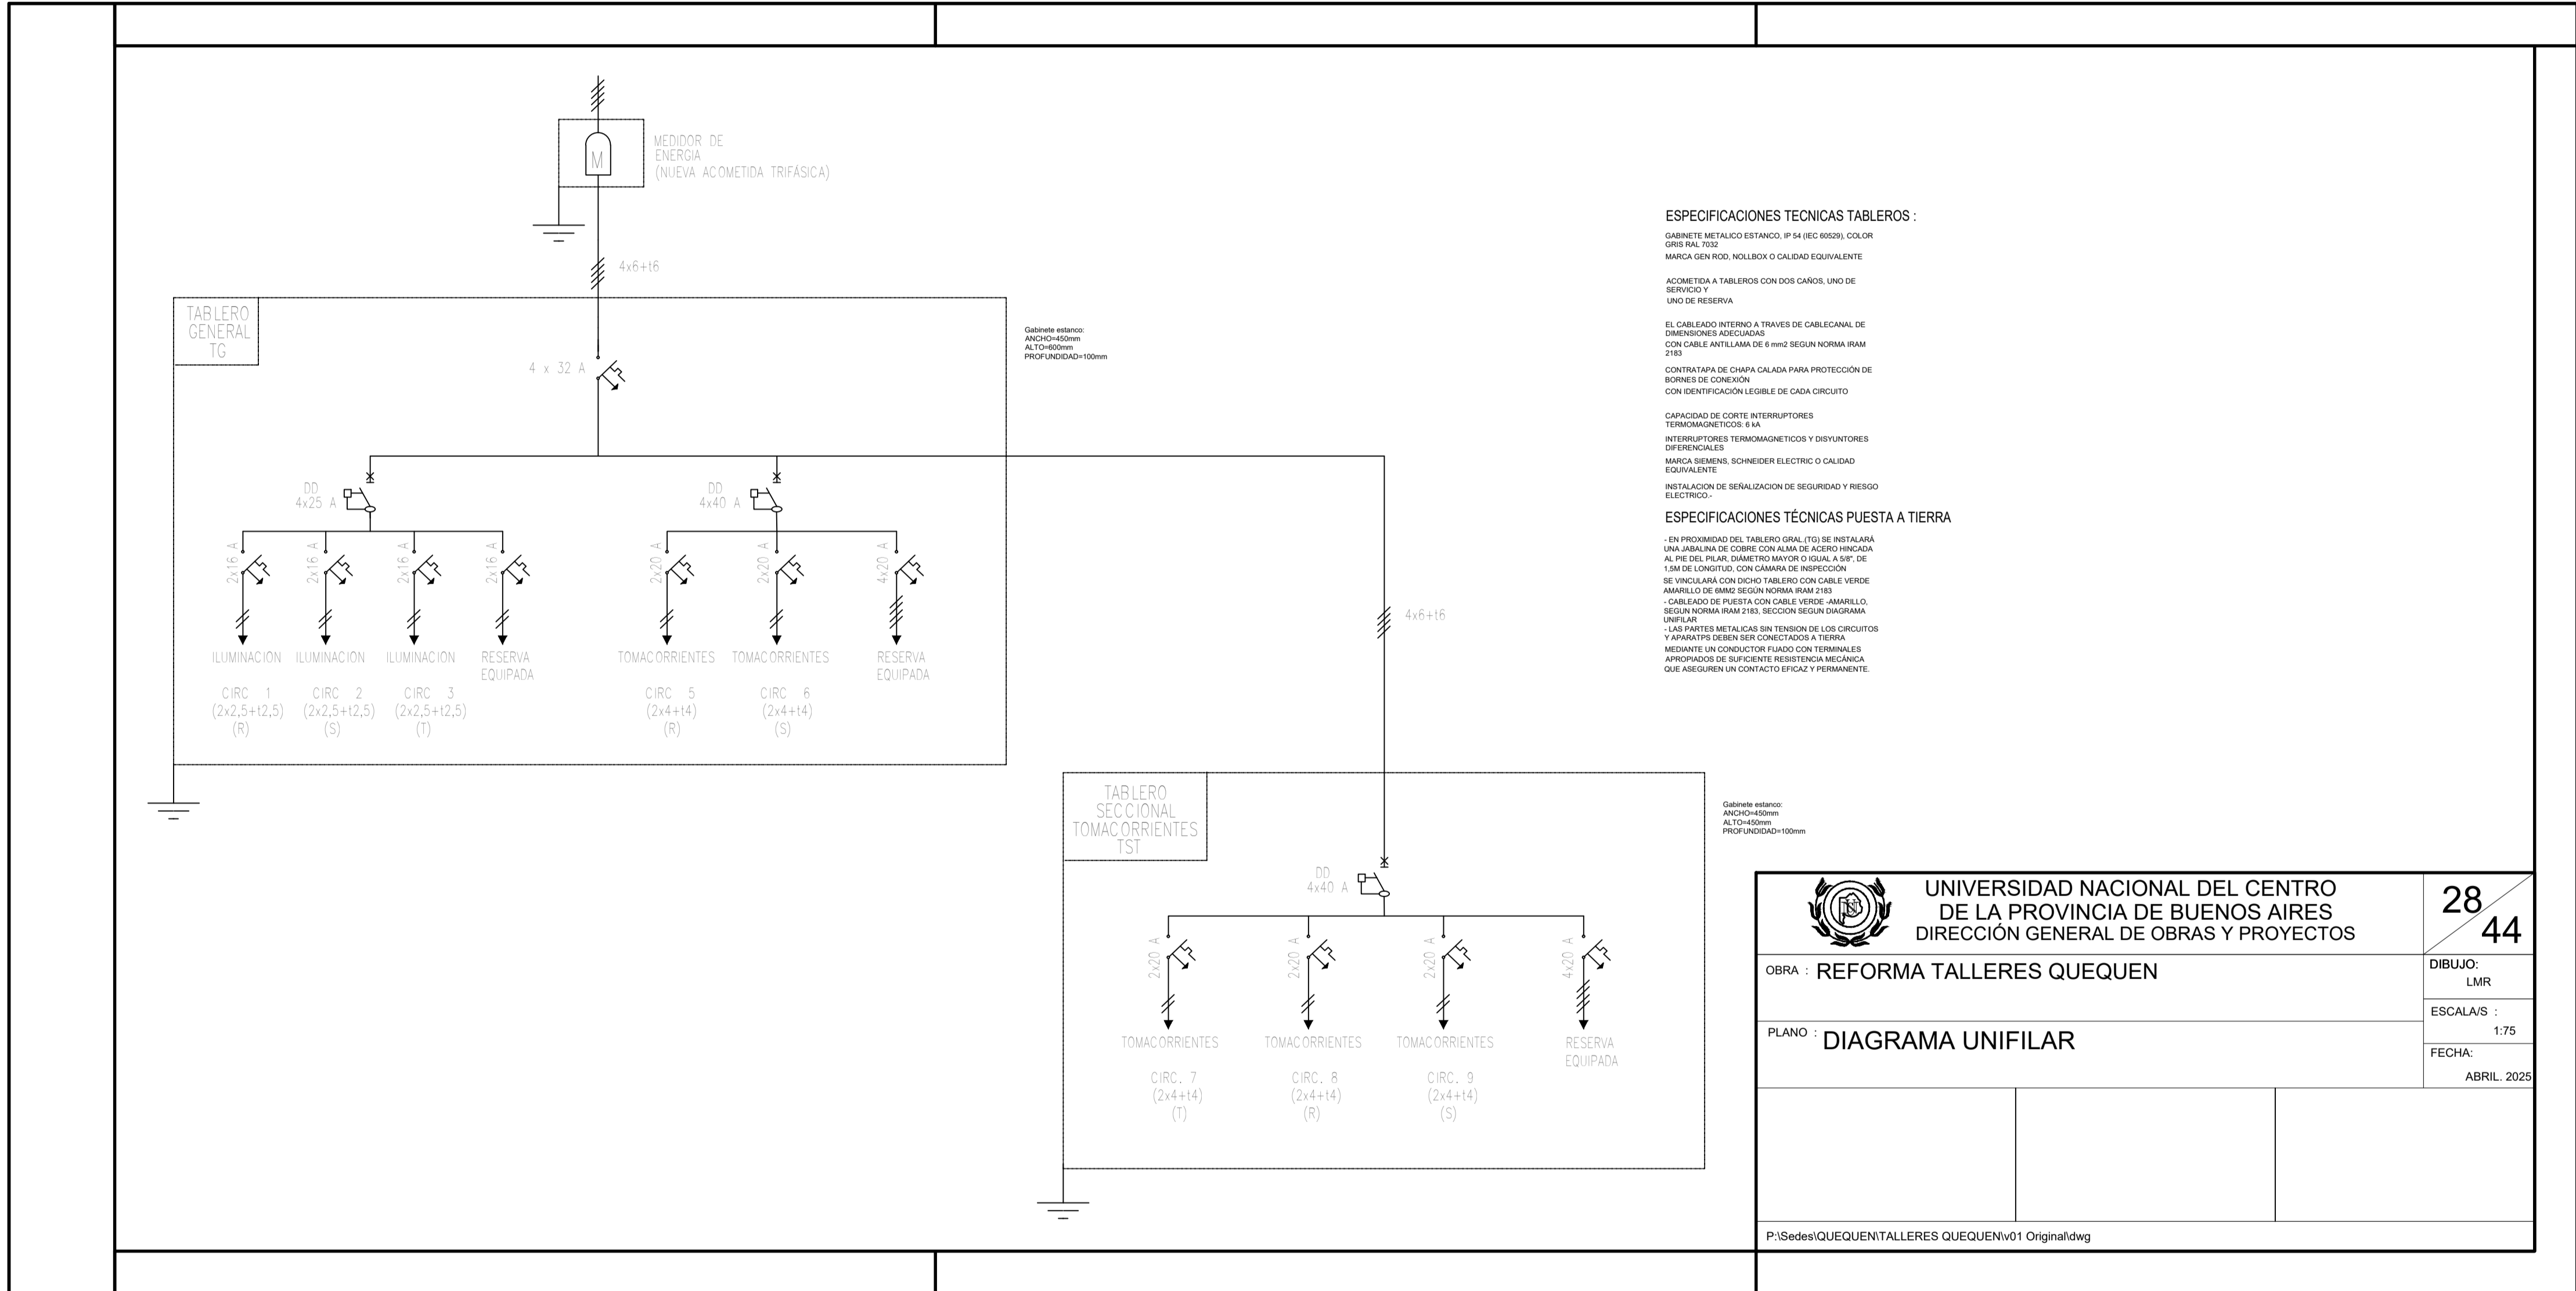 MEDIDOR DE
ENERGIA
(NUEVA ACOMETIDA TRIFÁSICA)
M
4x6+t6
TABLERO
GENERAL
TG
4 x 32 A
Gabinete estanco:
ANCHO=450mm
ALTO=600mm
PROFUNDIDAD=100mm
DD
4x25 A
DD
4x40 A
2x16 A
2x16 A
2x16 A
2x16 A
2x20 A
2x20 A
4x20 A
ILUMINACION
ILUMINACION
ILUMINACION
RESERVA
EQUIPADA
TOMACORRIENTES
TOMACORRIENTES
RESERVA
EQUIPADA
CIRC 1
(2x2,5+t2,5)
(R)
CIRC 2
(2x2,5+t2,5)
(S)
CIRC 3
(2x2,5+t2,5)
(T)
CIRC 5
(2x4+t4)
(R)
CIRC 6
(2x4+t4)
(S)
4x6+t6
TABLERO
SECCIONAL
TOMACORRIENTES
TST
Gabinete estanco:
ANCHO=450mm
ALTO=450mm
PROFUNDIDAD=100mm
DD
4x40 A
2x20 A
2x20 A
2x20 A
4x20 A
TOMACORRIENTES
TOMACORRIENTES
TOMACORRIENTES
RESERVA
EQUIPADA
CIRC. 7
(2x4+t4)
(T)
CIRC. 8
(2x4+t4)
(R)
CIRC. 9
(2x4+t4)
(S)
ESPECIFICACIONES TECNICAS TABLEROS :
GABINETE METALICO ESTANCO, IP 54 (IEC 60529), COLOR
GRIS RAL 7032
MARCA GEN ROD, NOLLBOX O CALIDAD EQUIVALENTE
ACOMETIDA A TABLEROS CON DOS CAÑOS, UNO DE
SERVICIO Y
UNO DE RESERVA
EL CABLEADO INTERNO A TRAVES DE CABLECANAL DE
DIMENSIONES ADECUADAS
CON CABLE ANTILLAMA DE 6 mm2 SEGUN NORMA IRAM
2183
CONTRATAPA DE CHAPA CALADA PARA PROTECCIÓN DE
BORNES DE CONEXIÓN
CON IDENTIFICACIÓN LEGIBLE DE CADA CIRCUITO
CAPACIDAD DE CORTE INTERRUPTORES
TERMOMAGNETICOS: 6 kA
INTERRUPTORES TERMOMAGNETICOS Y DISYUNTORES
DIFERENCIALES
MARCA SIEMENS, SCHNEIDER ELECTRIC O CALIDAD
EQUIVALENTE
INSTALACION DE SEÑALIZACION DE SEGURIDAD Y RIESGO
ELECTRICO.-
ESPECIFICACIONES TÉCNICAS PUESTA A TIERRA
- EN PROXIMIDAD DEL TABLERO GRAL.(TG) SE INSTALARÁ
UNA JABALINA DE COBRE CON ALMA DE ACERO HINCADA
AL PIE DEL PILAR, DIÁMETRO MAYOR O IGUAL A 5/8", DE
1,5M DE LONGITUD, CON CÁMARA DE INSPECCIÓN
SE VINCULARÁ CON DICHO TABLERO CON CABLE VERDE
AMARILLO DE 6MM2 SEGÚN NORMA IRAM 2183
- CABLEADO DE PUESTA CON CABLE VERDE -AMARILLO,
SEGUN NORMA IRAM 2183, SECCION SEGUN DIAGRAMA
UNIFILAR
- LAS PARTES METALICAS SIN TENSION DE LOS CIRCUITOS
Y APARATPS DEBEN SER CONECTADOS A TIERRA
MEDIANTE UN CONDUCTOR FIJADO CON TERMINALES
APROPIADOS DE SUFICIENTE RESISTENCIA MECÁNICA
QUE ASEGUREN UN CONTACTO EFICAZ Y PERMANENTE.
UNIVERSIDAD NACIONAL DEL CENTRO
DE LA PROVINCIA DE BUENOS AIRES
DIRECCIÓN GENERAL DE OBRAS Y PROYECTOS
28
44
OBRA : REFORMA TALLERES QUEQUEN
DIBUJO:
LMR
ESCALA/S :
1:75
PLANO : DIAGRAMA UNIFILAR
FECHA:
ABRIL. 2025
P:\Sedes\QUEQUEN\TALLERES QUEQUEN\v01 Original\dwg